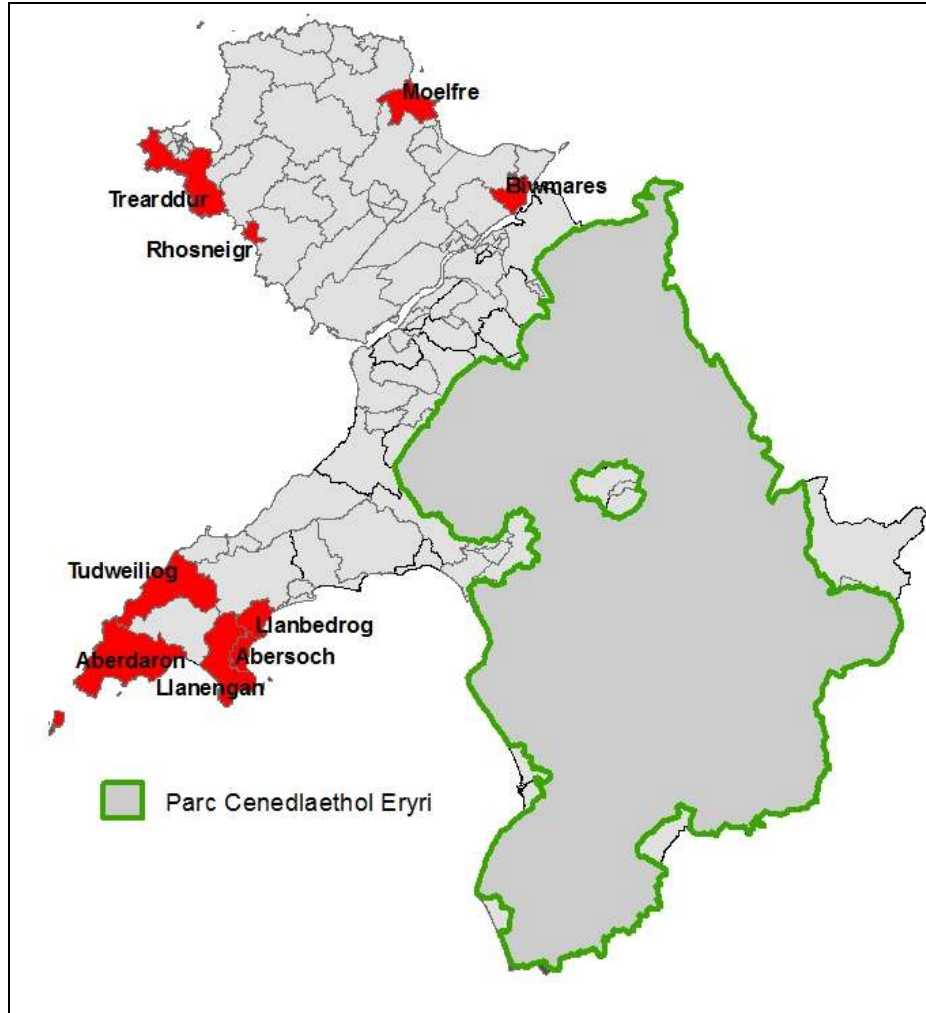 Moelfre
Biwmares
Trearddur
Rhosneigr
Tudweiliog
Llanbedrog
Abersoch
Aberdaron
Llanengan
Parc Cenedlaethol Eryri